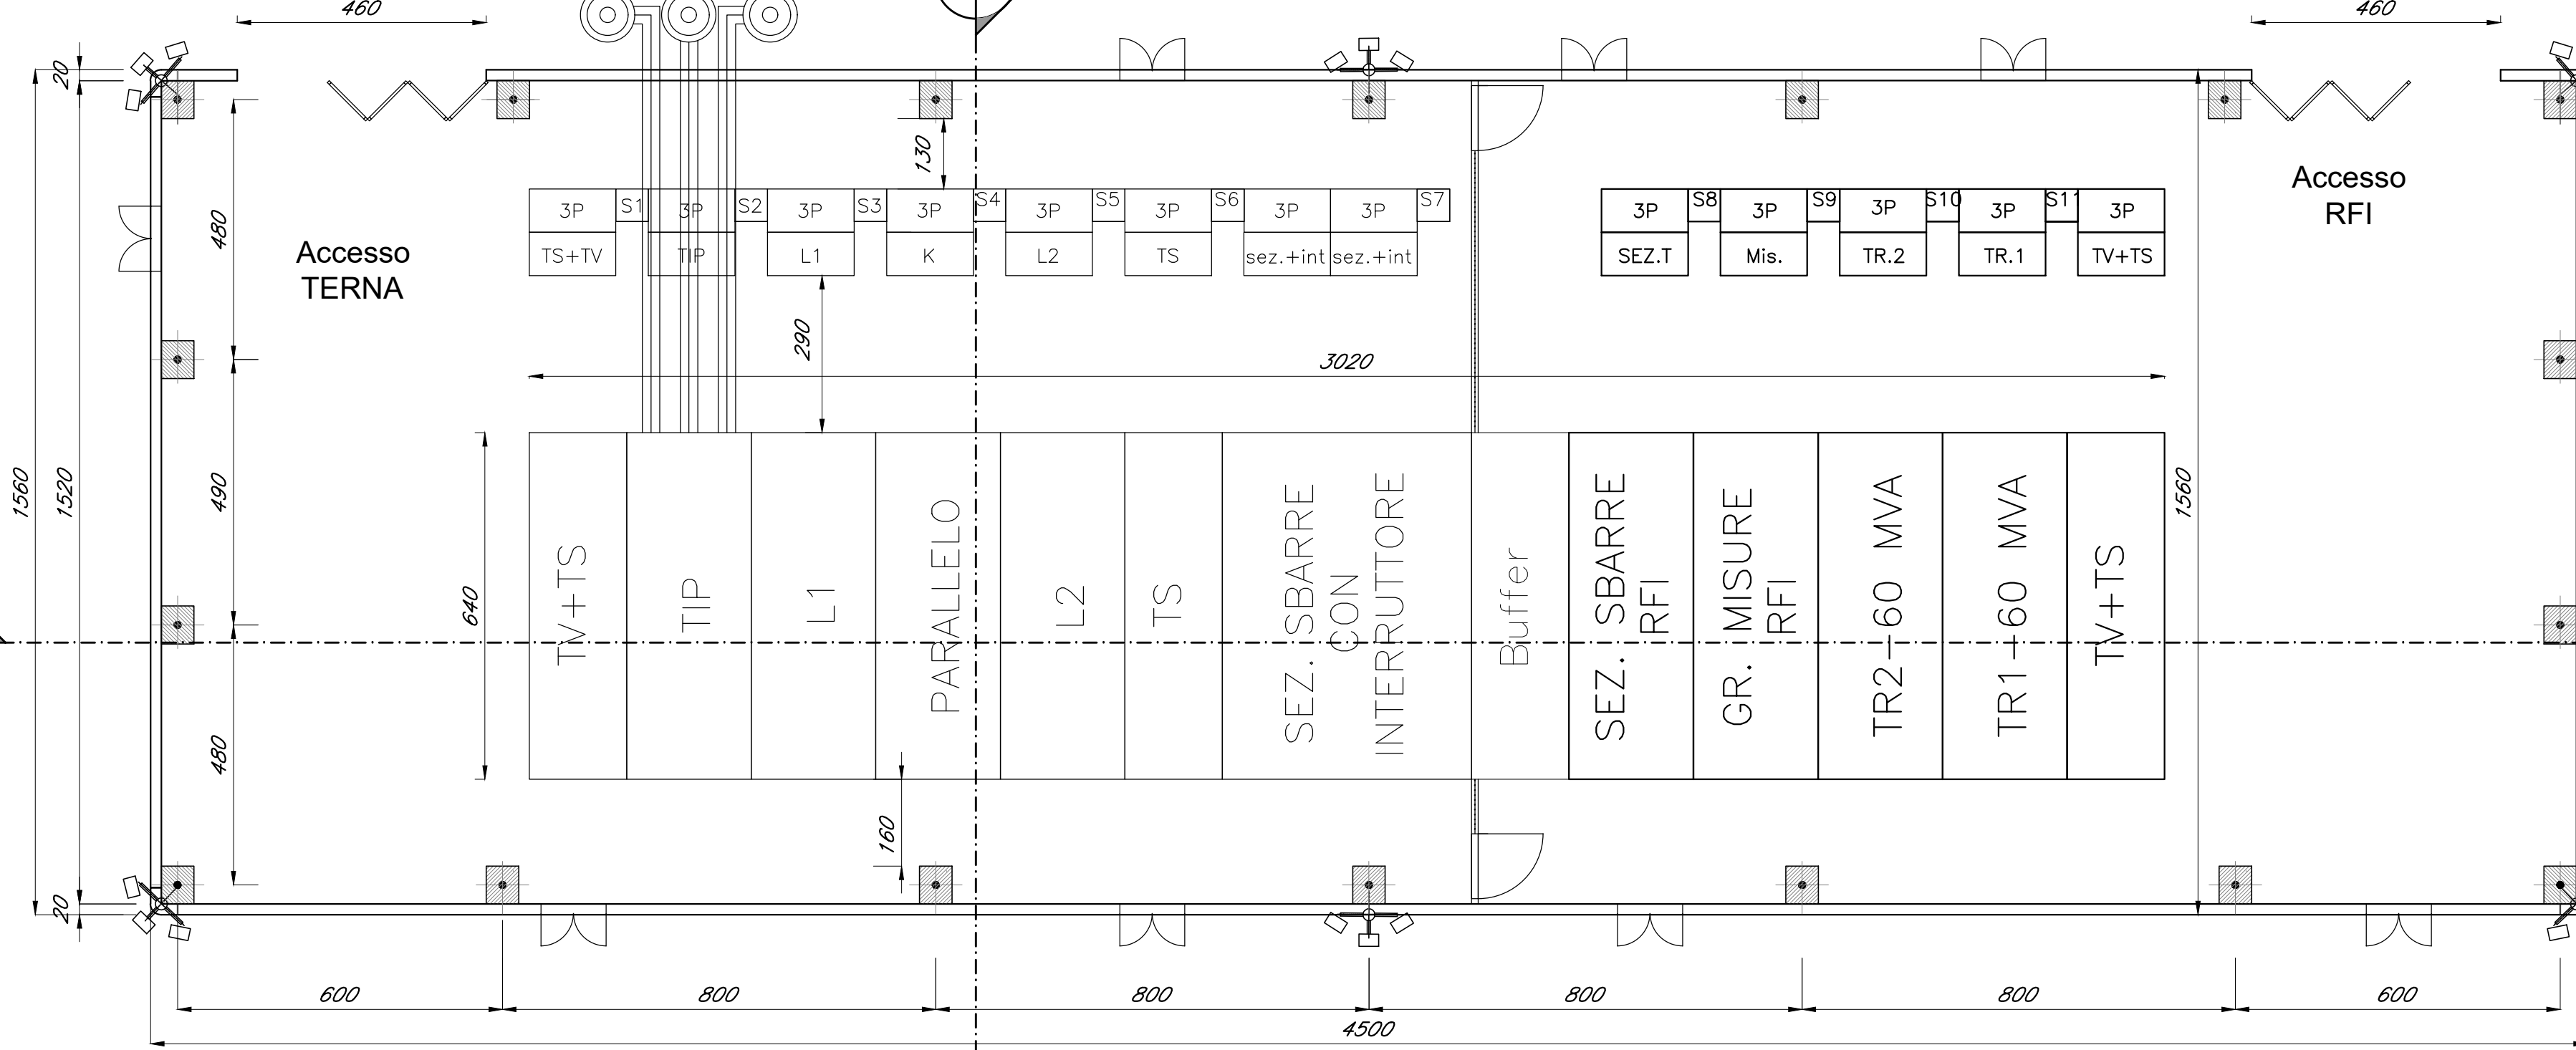 460
460
20
130
3P
S1
3P
S2
3P
S3
3P
S4
3P
S5
3P
S6
3P
3P
S7
3P
S8
3P
S9
3P
S10
3P
S11
3P
TS+TV
TIP
L1
K
L2
TS
sez.+int
sez.+int
SEZ.T
Mis.
TR.2
TR.1
TV+TS
Accesso
TERNA
Accesso
RFI
480
290
3020
1560
1520
490
640
1560
TV+TS
TIP
L1
PARALLELO
L2
TS
SEZ. SBARRE
CON
INTERRUTTORE
Buffer
SEZ. SBARRE
RFI
GR. MISURE
RFI
TR2-60 MVA
TR1-60 MVA
TV+TS
480
160
20
600
800
800
800
800
600
4500